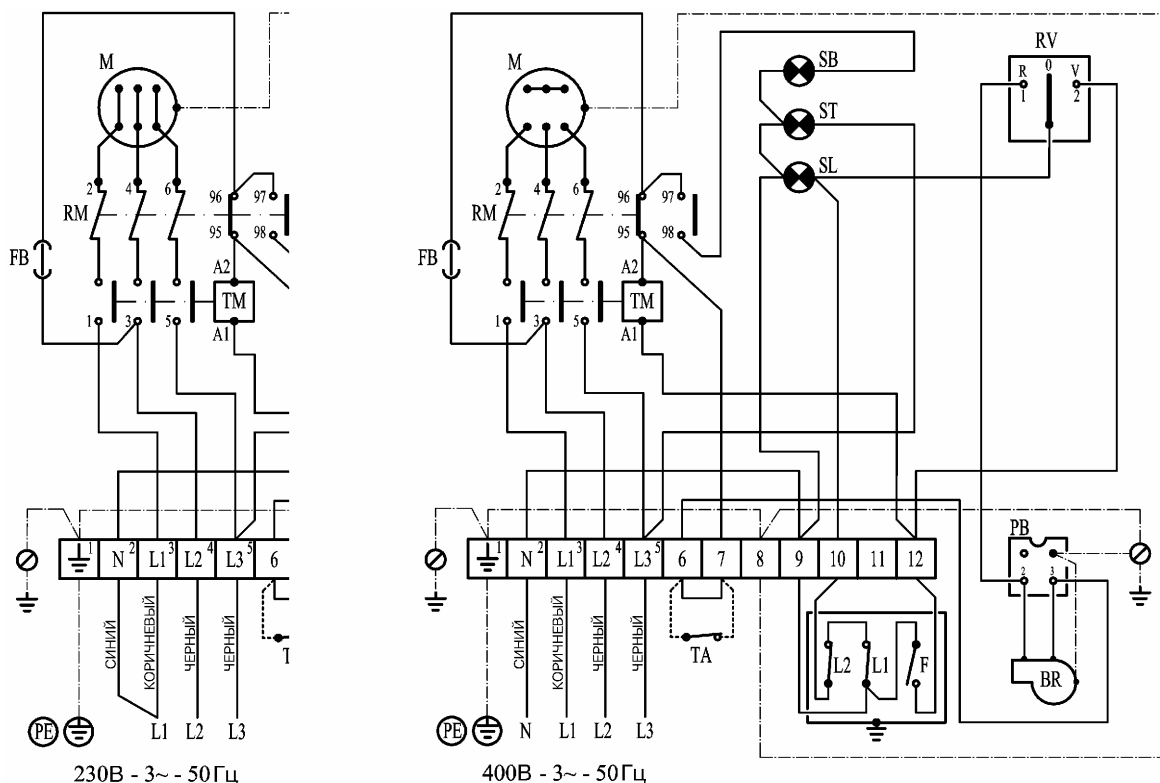 M
2 4 6
RM
96 97
95 98
FB
A2
TM
1 3 5
A1
1 N 2 L1 3 L2 4 L3 5 6
СИНИЙ
КОРИЧНЕВЫЙ
ЧЕРНЫЙ
ЧЕРНЫЙ
T
PE
L1 L2 L3
230В - 3~ - 50Гц
M
SB
ST
SL
RV
R 0 V
1 2
2 4 6
RM
96 97
95 98
FB
A2
TM
1 3 5
A1
1 N 2 L1 3 L2 4 L3 5 6 7 8 9 10 11 12
СИНИЙ
КОРИЧНЕВЫЙ
ЧЕРНЫЙ
ЧЕРНЫЙ
TA
L2 L1 F
PB
2 3
BR
PE
N L1 L2 L3
400В - 3~ - 50Гц